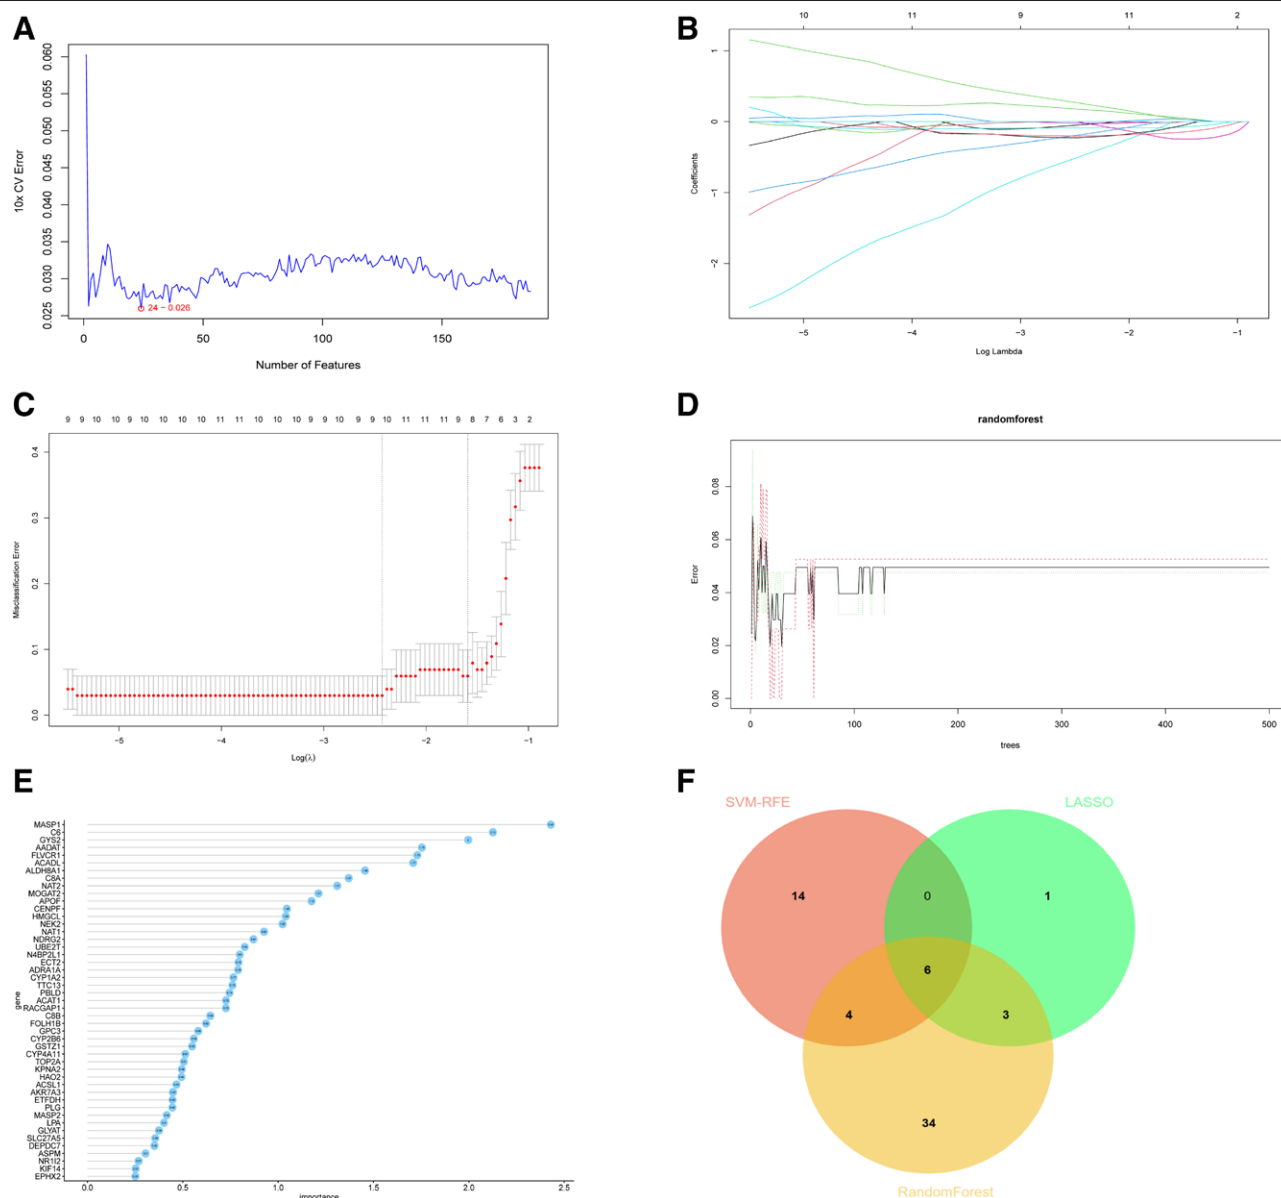 A
0.060
0.055
0.050
0.045
0.040
0.035
0.030
0.025
10x CV Error
24 − 0.026
0 50 100 150
Number of Features
B
10 11 9 11 2
1
0
−1
−2
Coefficients
−5 −4 −3 −2 −1
Log Lambda
C
9 9 10 10 9 10 10 10 11 11 10 10 10 9 10 9 9 10 11 11 11 9 8 7 6 3 2
0.4
0.3
0.2
0.1
0.0
Misclassification Error
−5 −4 −3 −2 −1
Log(λ)
D
randomforest
0.08
0.06
0.04
0.02
0.00
Error
0 100 200 300 400 500
trees
E
MASP1
C6
GYS2
AADAT
FLVCR1
ACADL
ALDH8A1
C8A
NAT2
MOGAT2
APOF
CENPF
HMGCL
NEK2
NAT1
NDRG2
UBE2T
N4BP2L1
ECT2
ADRA1A
CYP1A2
TTC13
PBLD
ACAT1
RACGAP1
C8B
FOLH1B
GPC3
CYP2B6
GSTZ1
CYP4A11
TOP2A
KPNA2
HAO2
ACSL1
AKR7A3
ETFDH
PLG
MASP2
LPA
GLYAT
SLC27A5
DEPDC7
ASPM
NR1I2
KIF14
EPHX2
gene
0.0 0.5 1.0 1.5 2.0 2.5
importance
F
SVM-RFE LASSO
14 0 1
6
4 3
34
RandomForest